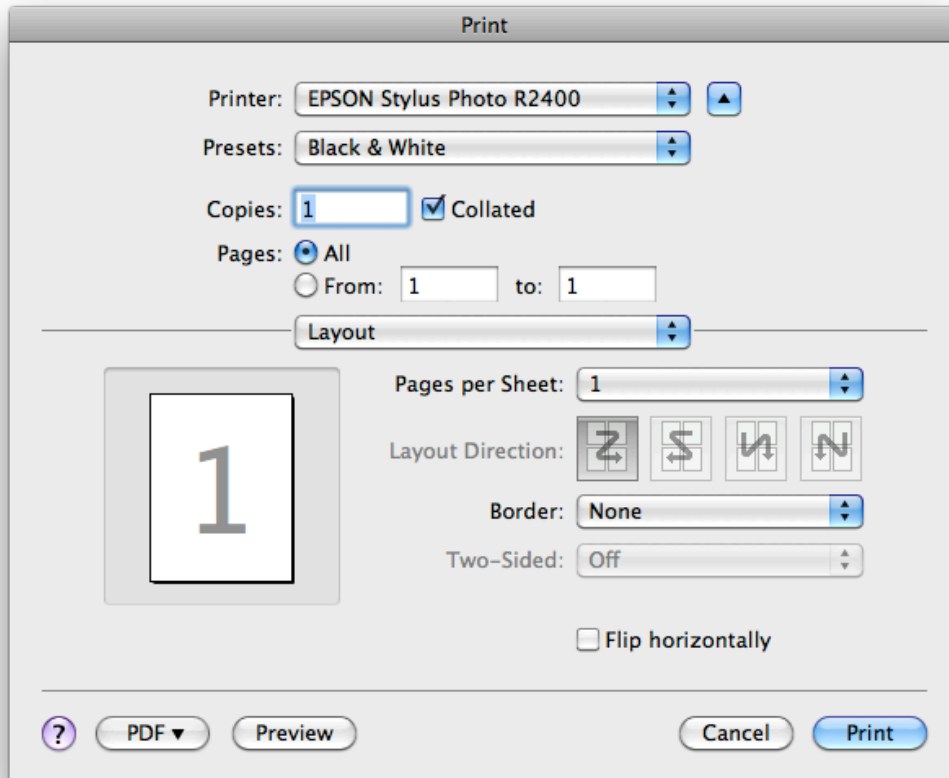 Print
Printer: EPSON Stylus Photo R2400
Presets: Black & White
Copies: 1 Collated
Pages: All
From: 1 to: 1
Layout
1
Pages per Sheet: 1
Layout Direction:
Border: None
Two-Sided: Off
Flip horizontally
? PDF ▼ Preview Cancel Print